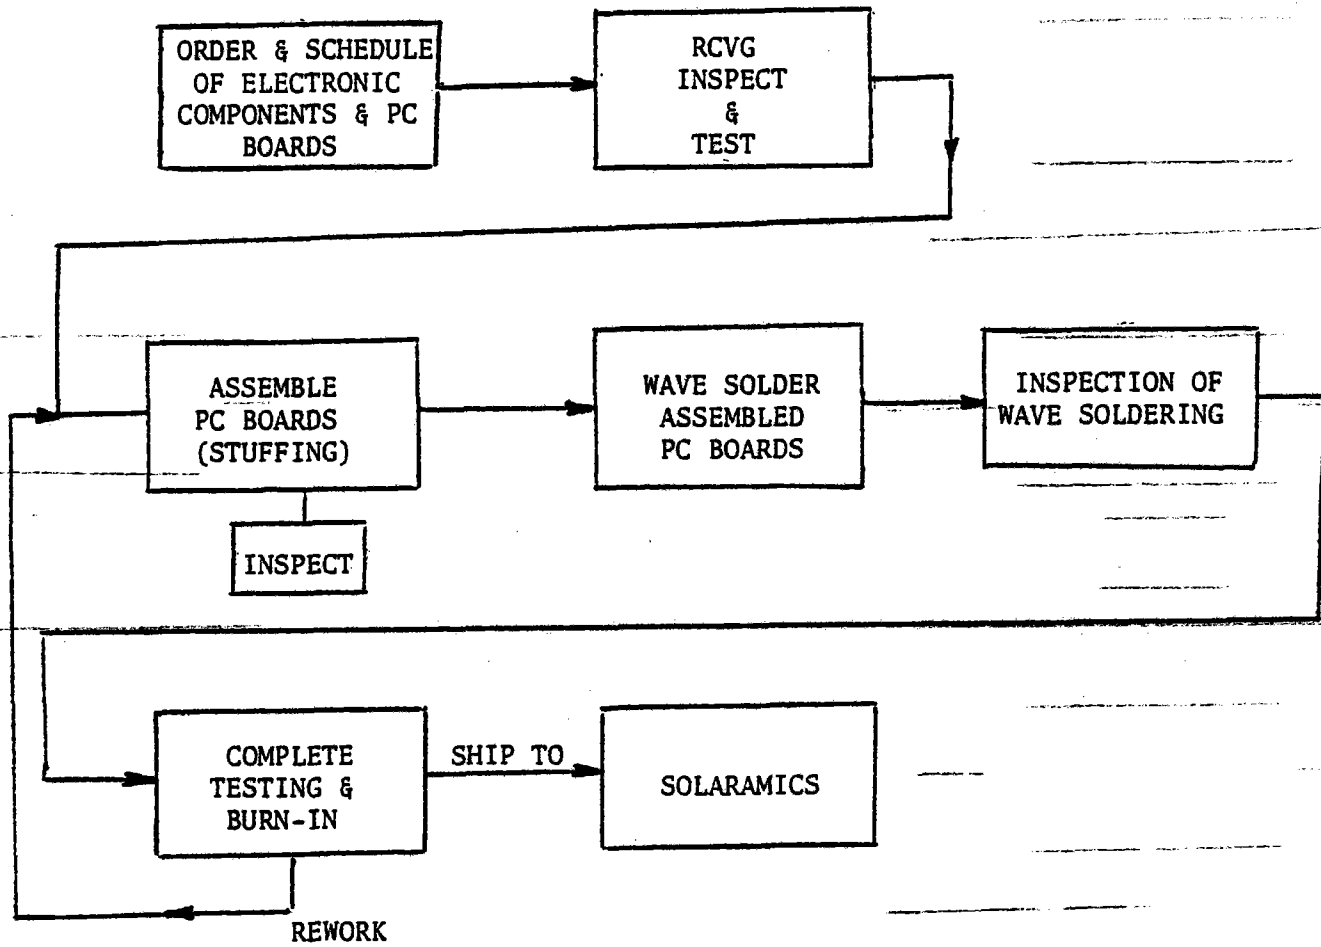 ORDER & SCHEDULE
OF ELECTRONIC
COMPONENTS & PC
BOARDS
RCVG
INSPECT
&
TEST
ASSEMBLE
PC BOARDS
(STUFFING)
INSPECT
WAVE SOLDER
ASSEMBLED
PC BOARDS
INSPECTION OF
WAVE SOLDERING
COMPLETE
TESTING &
BURN-IN
SHIP TO
SOLARAMICS
REWORK